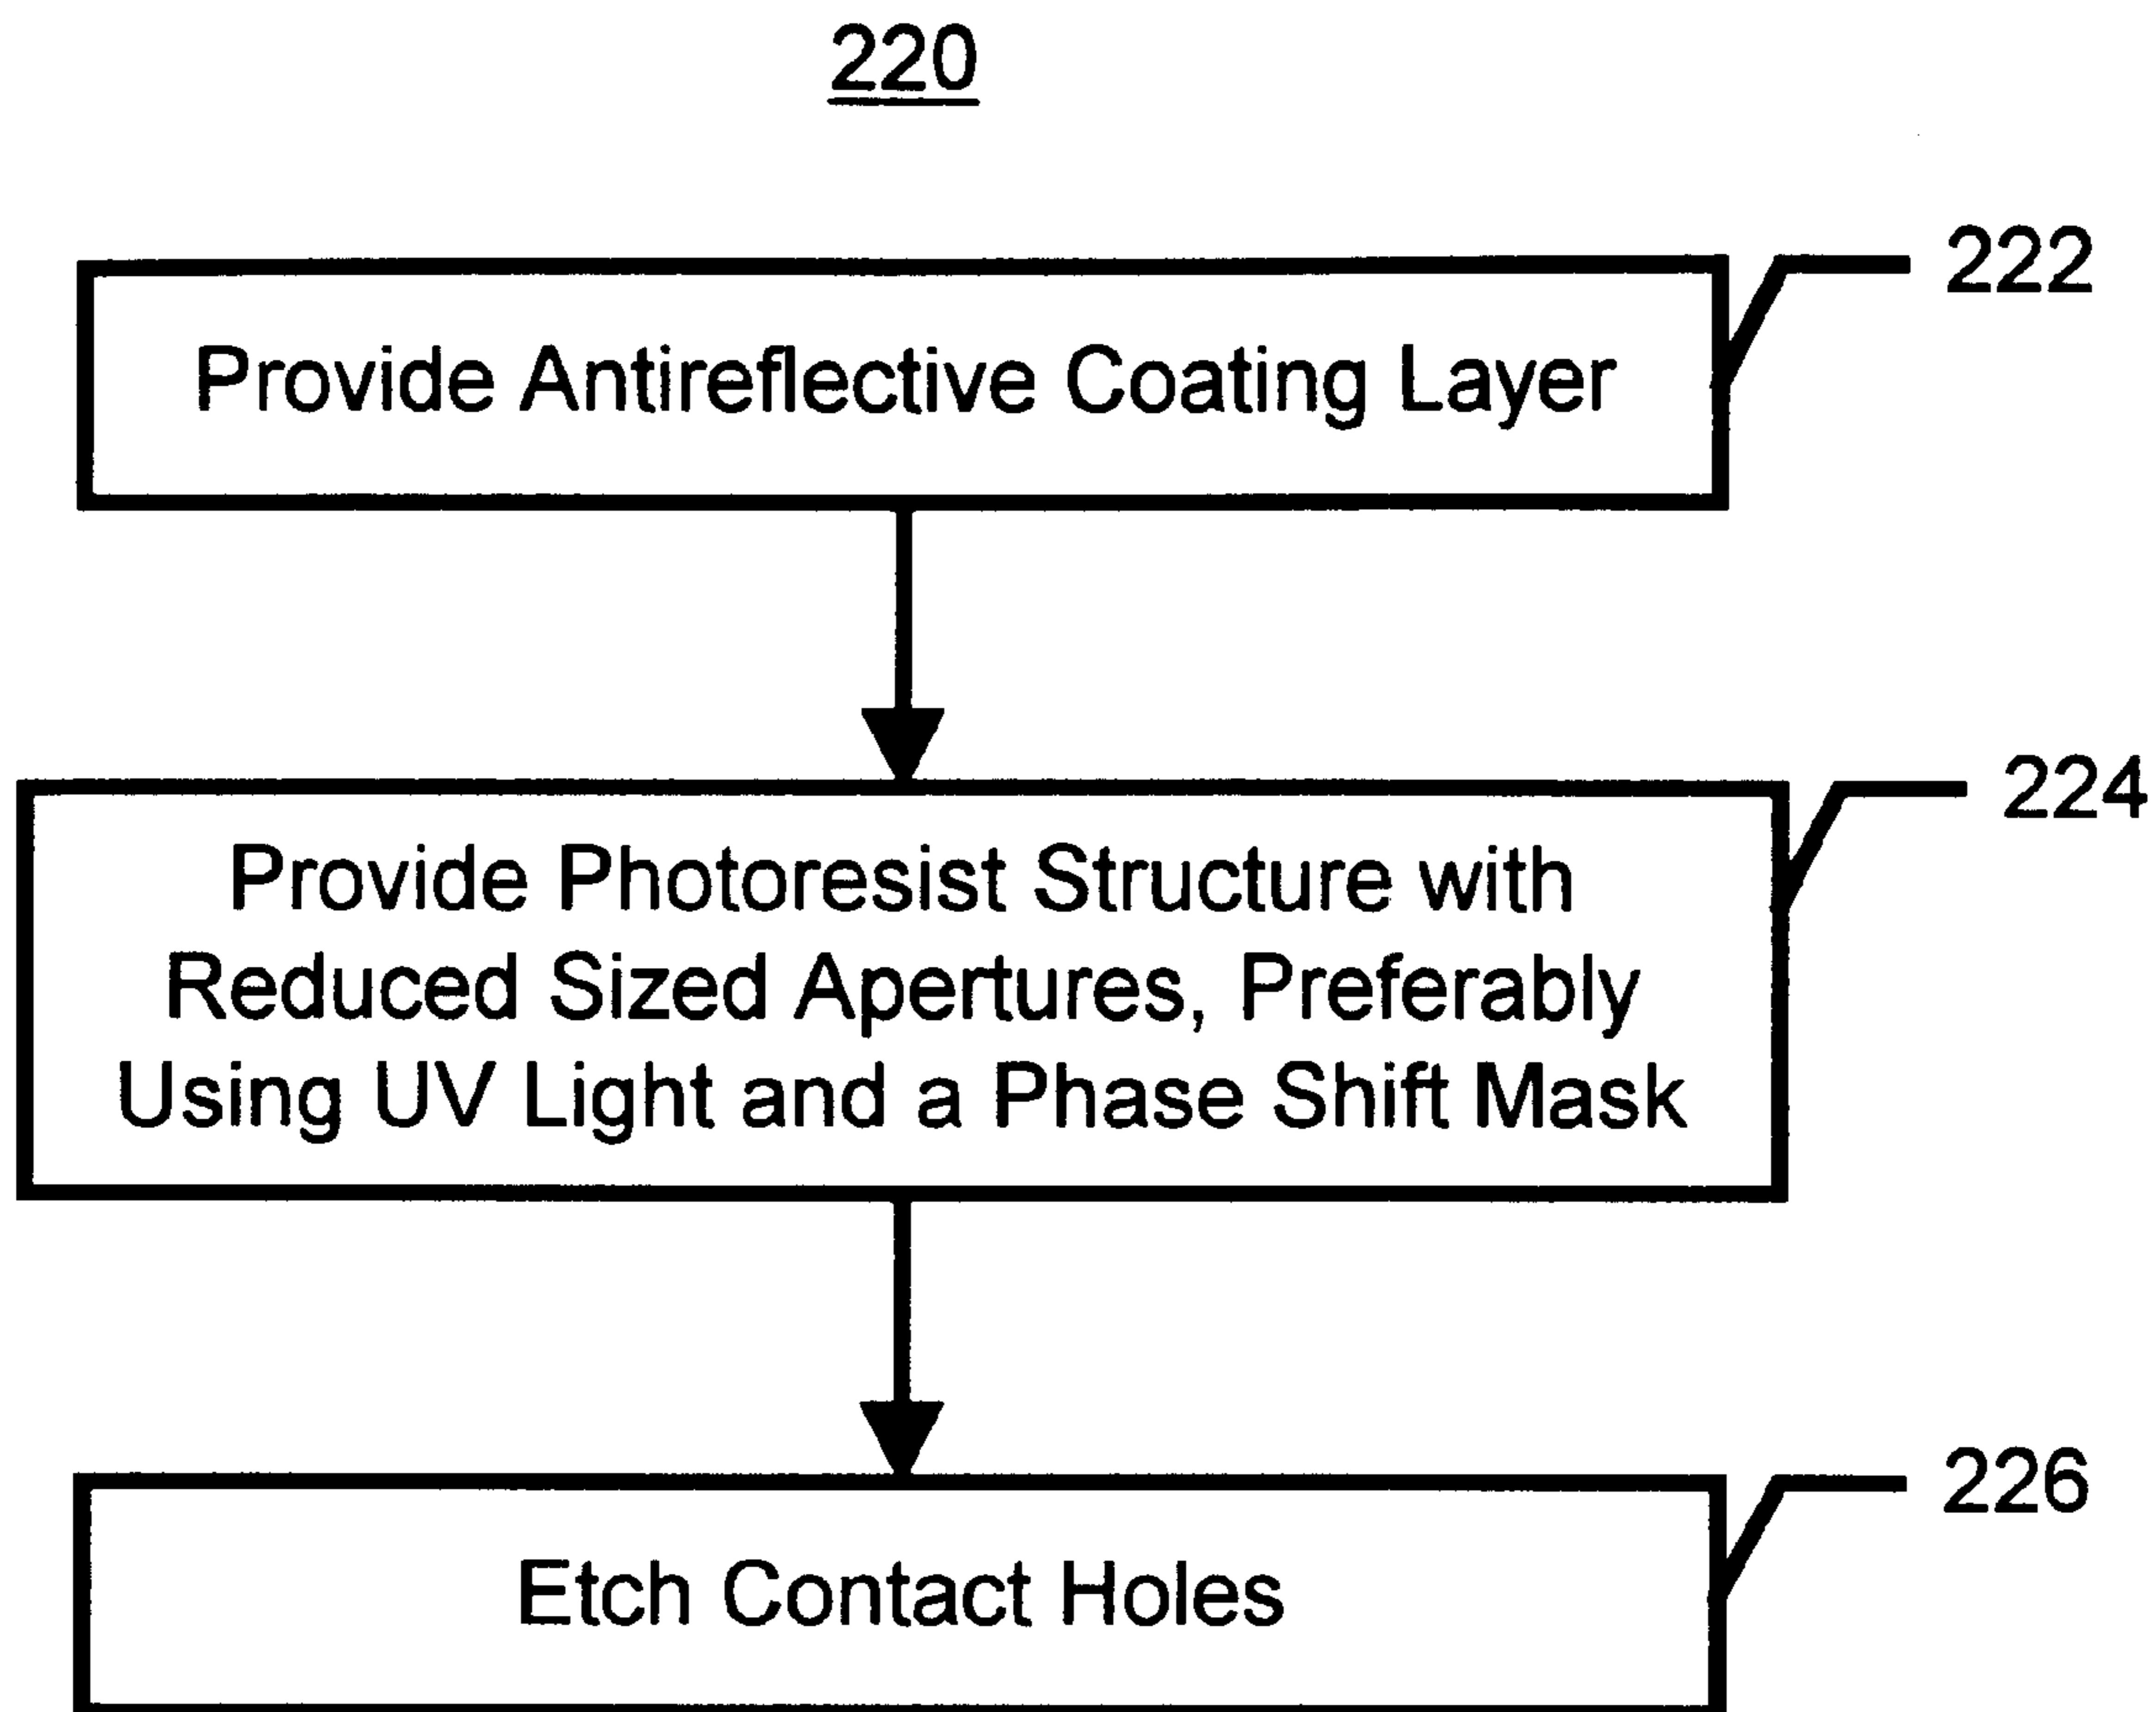 220
222
Provide Antireflective Coating Layer
224
Provide Photoresist Structure with
Reduced Sized Apertures, Preferably
Using UV Light and a Phase Shift Mask
226
Etch Contact Holes